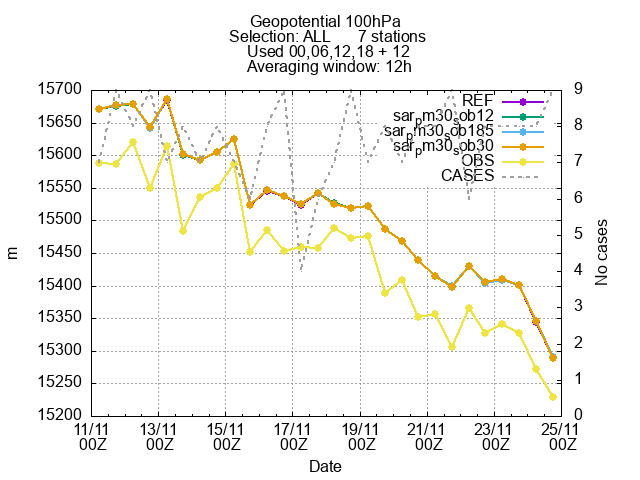 Geopotential 100hPa
Selection: ALL 7 stations
Used 00,06,12,18 + 12
Averaging window: 12h
15700
15650
15600
15550
15500
15450
15400
15350
15300
15250
15200
m
9
8
7
6
5
4
3
2
1
0
No cases
REF
sar_pm30_sob12
sar_pm30_sob185
sar_pm30_sob30
OBS
CASES
11/11 13/11 15/11 17/11 19/11 21/11 23/11 25/11
00Z 00Z 00Z 00Z 00Z 00Z 00Z 00Z
Date